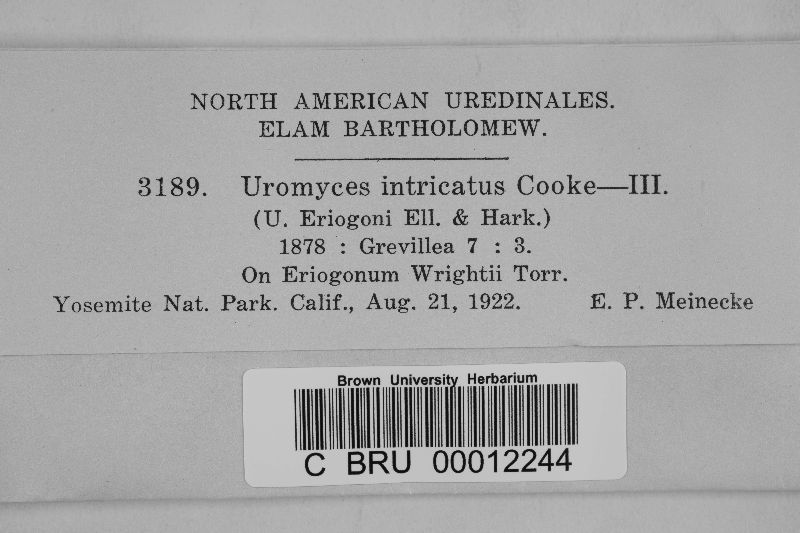 NORTH AMERICAN UREDINALES.
ELAM BARTHOLOMEW.
3189. Uromyces intricatus Cooke—III.
(U. Eriogoni Ell. & Hark.)
1878 : Grevillea 7 : 3.
On Eriogonum Wrightii Torr.
Yosemite Nat. Park. Calif., Aug. 21, 1922. E. P. Meinecke
Brown University Herbarium
C BRU 00012244